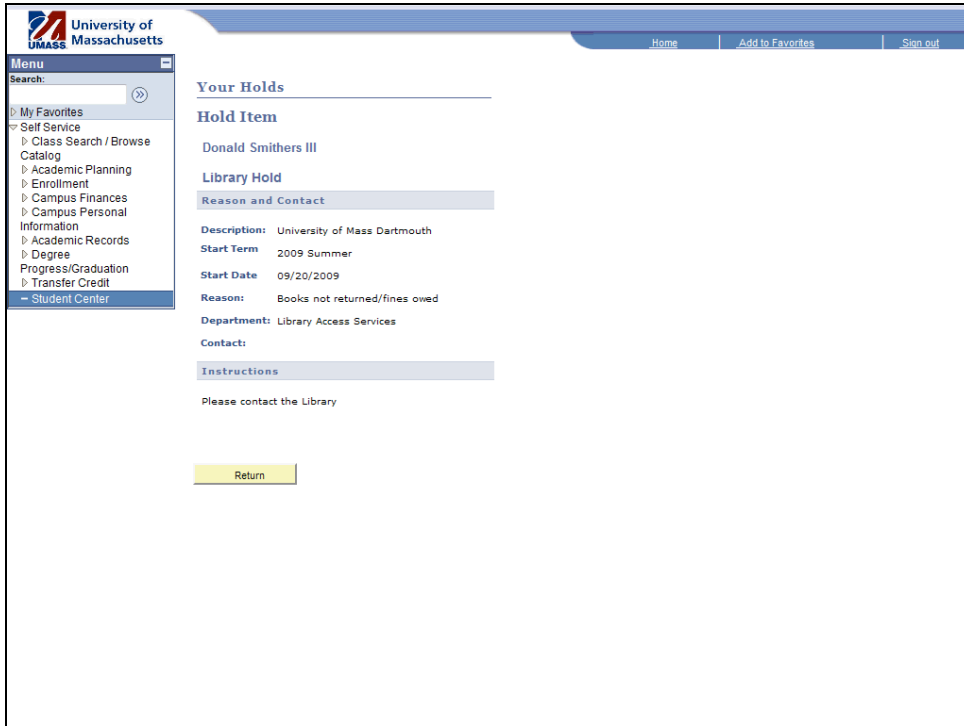 University of
Massachusetts
UMASS
Home
Add to Favorites
Sign out
Menu
Search:
My Favorites
Self Service
Class Search / Browse
Catalog
Academic Planning
Enrollment
Campus Finances
Campus Personal
Information
Academic Records
Degree
Progress/Graduation
Transfer Credit
Student Center
Your Holds
Hold Item
Donald Smithers III
Library Hold
Reason and Contact
Description: University of Mass Dartmouth
Start Term 2009 Summer
Start Date 09/20/2009
Reason: Books not returned/fines owed
Department: Library Access Services
Contact:
Instructions
Please contact the Library
Return